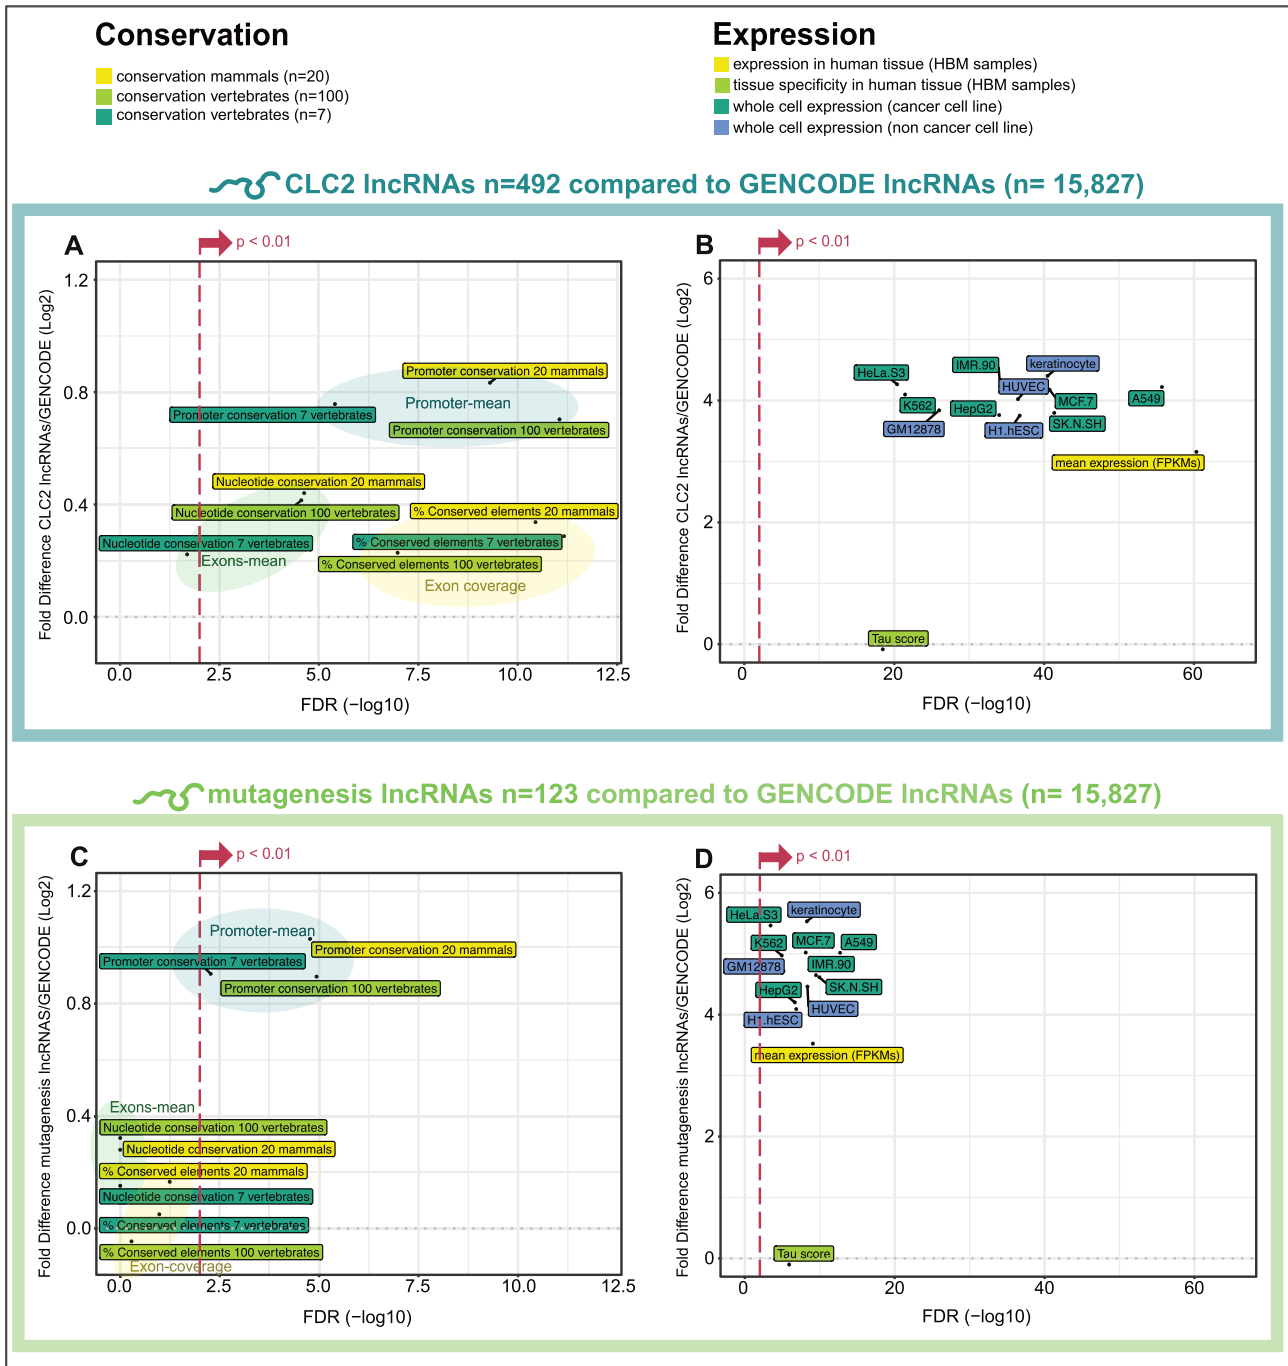 Conservation
conservation mammals (n=20)
conservation vertebrates (n=100)
conservation vertebrates (n=7)
Expression
expression in human tissue (HBM samples)
tissue specificity in human tissue (HBM samples)
whole cell expression (cancer cell line)
whole cell expression (non cancer cell line)
CLC2 lncRNAs n=492 compared to GENCODE lncRNAs (n= 15,827)
A
p < 0.01
Fold Difference CLC2 lncRNAs/GENCODE (Log2)
1.2
0.8
0.4
0.0
Promoter conservation 20 mammals
Promoter-mean
Promoter conservation 7 vertebrates
Promoter conservation 100 vertebrates
Nucleotide conservation 20 mammals
Nucleotide conservation 100 vertebrates
% Conserved elements 20 mammals
Nucleotide conservation 7 vertebrates
% Conserved elements 7 vertebrates
Exons-mean
% Conserved elements 100 vertebrates
Exon coverage
0.0
2.5
5.0
7.5
10.0
12.5
FDR (−log10)
B
p < 0.01
Fold Difference CLC2 lncRNAs/GENCODE (Log2)
6
4
2
0
HeLa.S3
IMR.90
keratinocyte
HUVEC
K562
HepG2
MCF.7
A549
GM12878
H1.hESC
SK.N.SH
mean expression (FPKMs)
Tau score
0
20
40
60
FDR (−log10)
mutagenesis lncRNAs n=123 compared to GENCODE lncRNAs (n= 15,827)
C
p < 0.01
Fold Difference mutagenesis lncRNAS/GENCODE (Log2)
1.2
0.8
0.4
0.0
Promoter-mean
Promoter conservation 20 mammals
Promoter conservation 7 vertebrates
Promoter conservation 100 vertebrates
Exons-mean
Nucleotide conservation 100 vertebrates
Nucleotide conservation 20 mammals
% Conserved elements 20 mammals
Nucleotide conservation 7 vertebrates
% Conserved elements 7 vertebrates
% Conserved elements 100 vertebrates
Exon-coverage
0.0
2.5
5.0
7.5
10.0
12.5
FDR (−log10)
D
p < 0.01
Fold Difference mutagenesis lncRNAs/GENCODE (Log2)
6
4
2
0
HeLa.S3
keratinocyte
K562
MCF.7
A549
GM12878
IMR.90
HepG2
SK.N.SH
H1.hESC
HUVEC
mean expression (FPKMs)
Tau score
0
20
40
60
FDR (−log10)